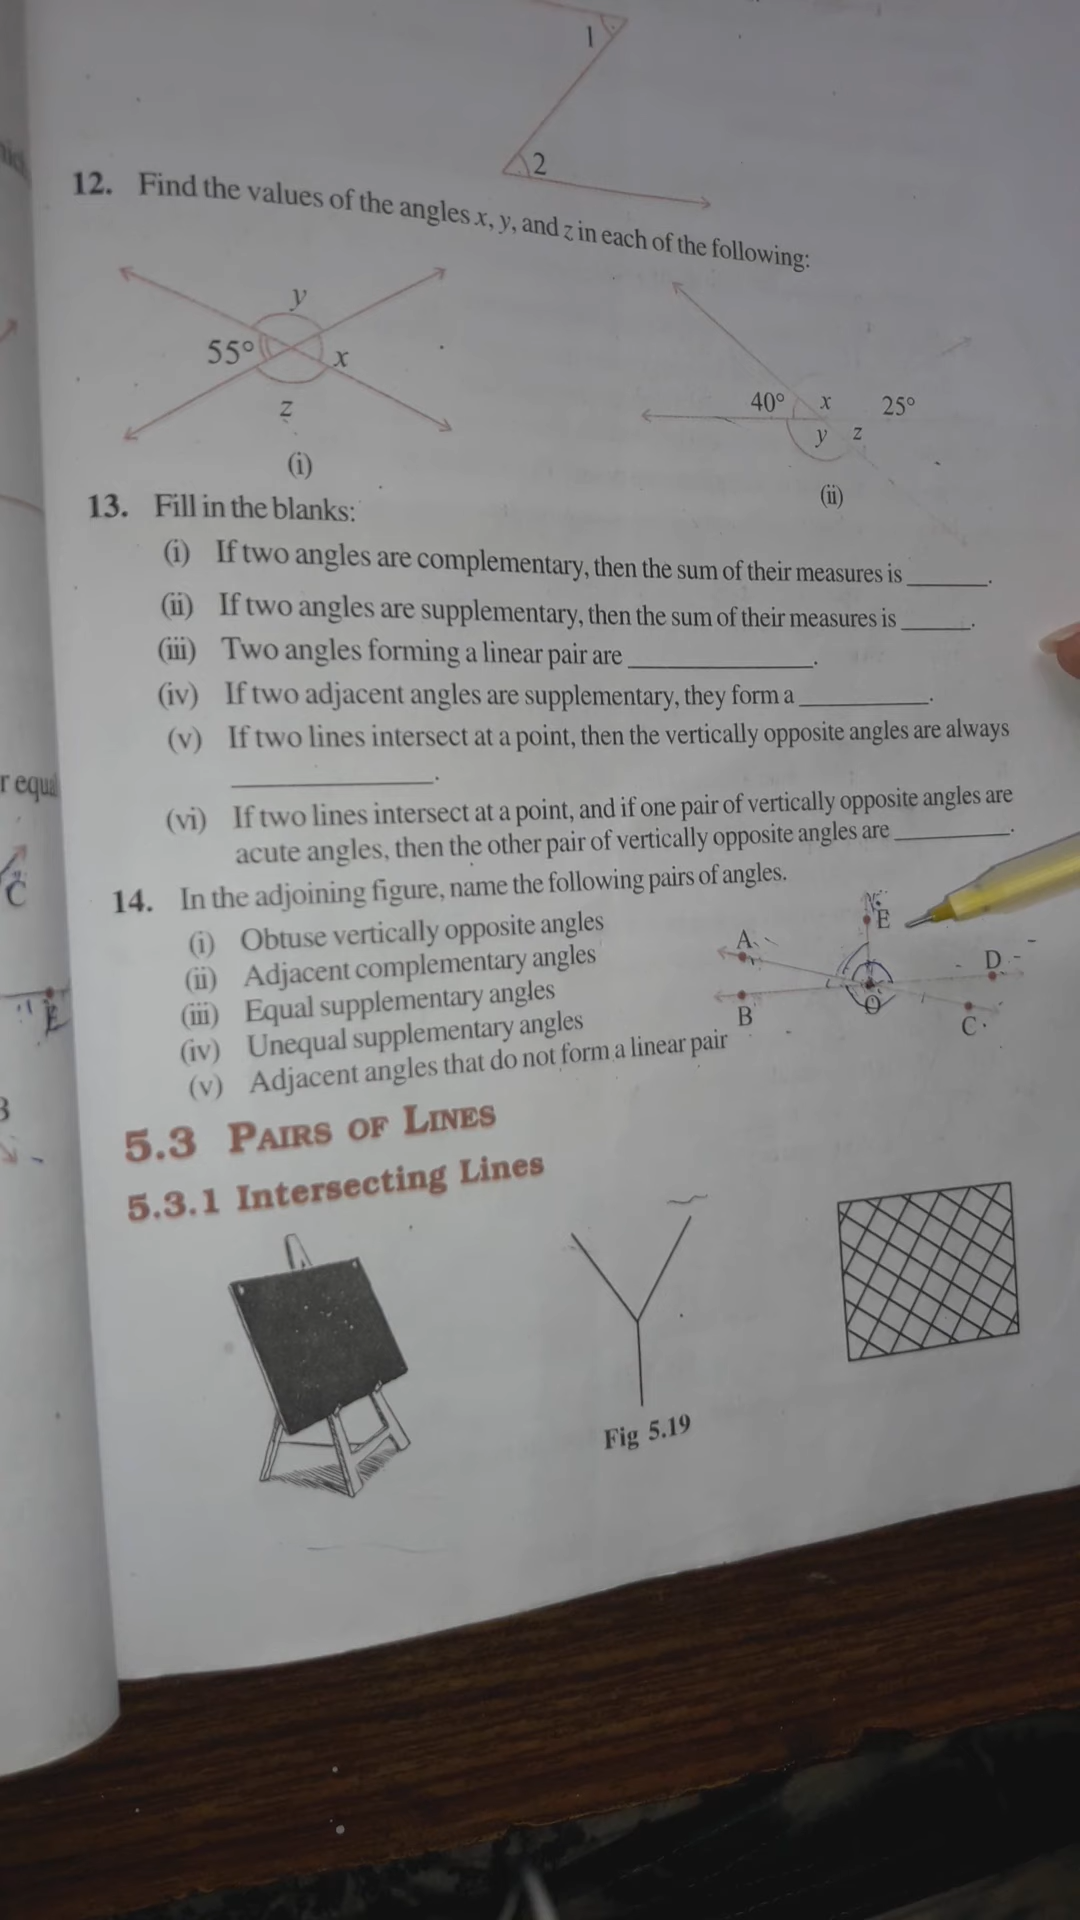 1
2
12. Find the values of the angles x, y, and z in each of the following:
y
55°
x
z
(i)
40°
x
25°
y
z
(ii)
13. Fill in the blanks:
(i) If two angles are complementary, then the sum of their measures is ______.
(ii) If two angles are supplementary, then the sum of their measures is ______.
(iii) Two angles forming a linear pair are ______________.
(iv) If two adjacent angles are supplementary, they form a __________.
(v) If two lines intersect at a point, then the vertically opposite angles are always
______________.
(vi) If two lines intersect at a point, and if one pair of vertically opposite angles are
acute angles, then the other pair of vertically opposite angles are __________.
r equal
C
14. In the adjoining figure, name the following pairs of angles.
(i) Obtuse vertically opposite angles
(ii) Adjacent complementary angles
(iii) Equal supplementary angles
(iv) Unequal supplementary angles
(v) Adjacent angles that do not form a linear pair
E
A
D
B
O
C
E
5.3 PAIRS OF LINES
5.3.1 Intersecting Lines
Fig 5.19